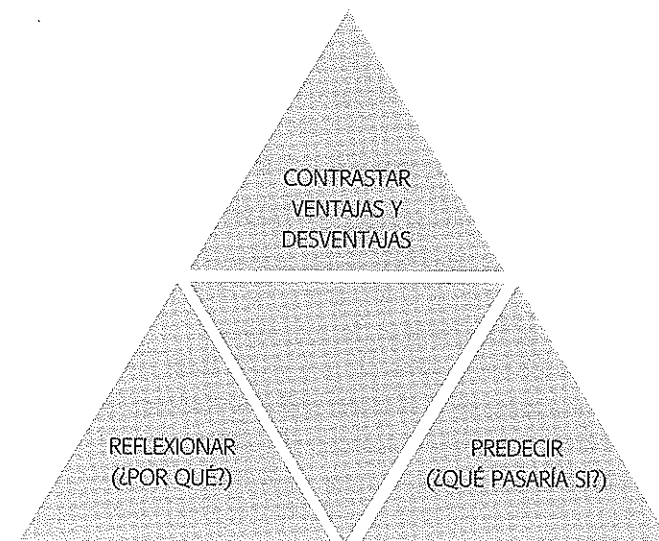 CONTRASTAR
VENTAJAS Y
DESVENTAJAS
REFLEXIONAR
(¿POR QUÉ?)
PREDECIR
(¿QUÉ PASARÍA SI?)